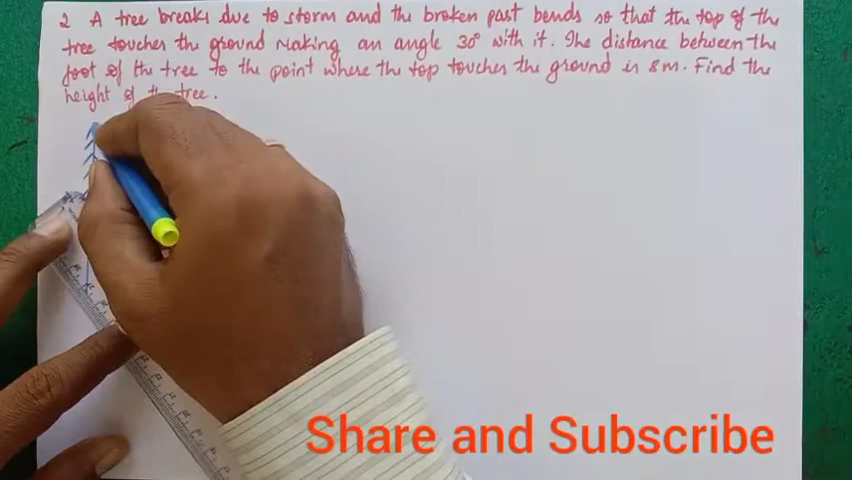 2 A tree breaks due to storm and the broken past bends so that the top of the
tree touches the ground making an angle 30° with it. The distance between the
foot of the tree to the point where the top touches the ground is 8m. Find the
height of the tree.
Share and Subscribe